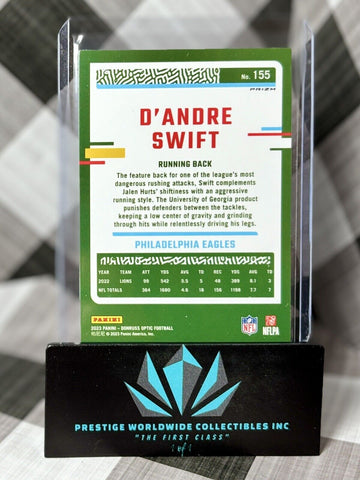 No. 155
PRIZM
D'ANDRE
SWIFT
RUNNING BACK
The feature back for one of the league's most
dangerous rushing attacks, Swift complements
Jalen Hurts' shiftiness with an aggressive
running style. The University of Georgia product
punishes defenders between the tackles,
keeping a low center of gravity and grinding
through hits while relentlessly driving his legs.
PHILADELPHIA EAGLES
YEAR TEAM ATT YDS AVG TD REC YDS AVG TD
2022 LIONS 99 542 5.5 5 48 389 8.1 3
NFL TOTALS 364 1680 4.6 18 156 1198 7.7 7
PANINI
2023 PANINI - DONRUSS OPTIC FOOTBALL
© 2023 Panini America, Inc.
NFL
NFLPA
PRESTIGE WORLDWIDE COLLECTIBLES INC
"THE FIRST CLASS"
1 of 1